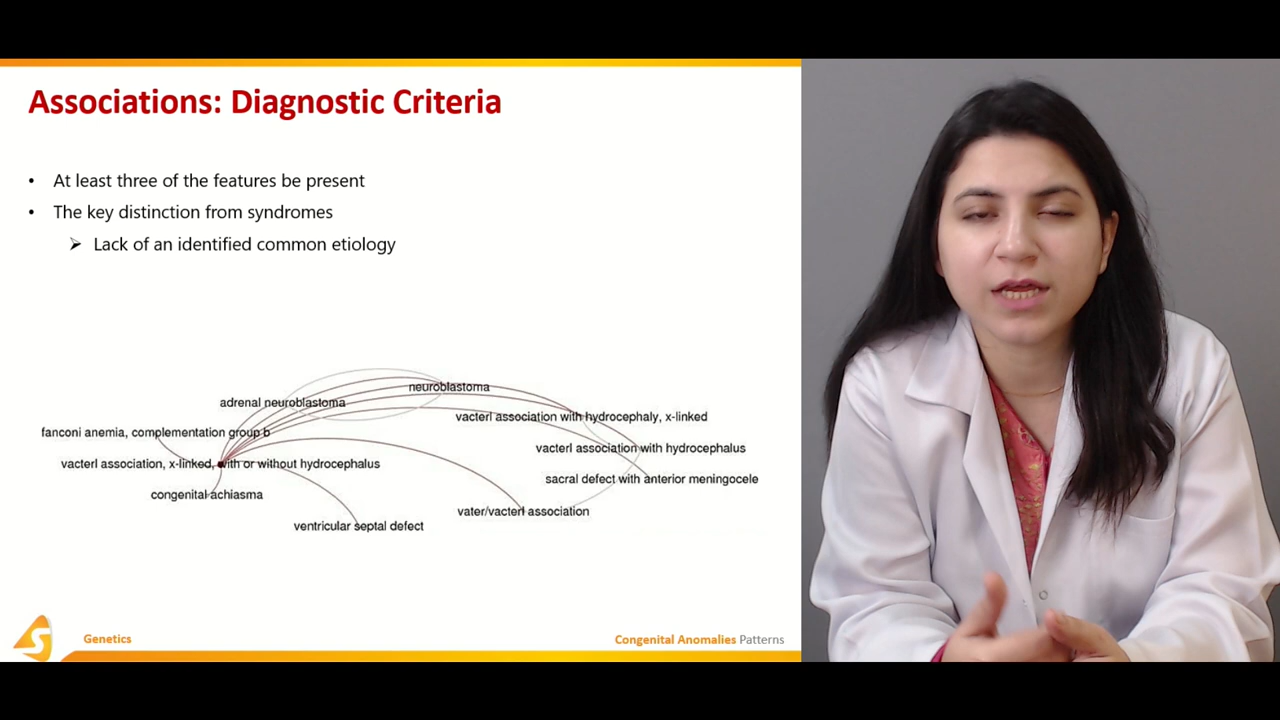 Associations: Diagnostic Criteria
• At least three of the features be present
• The key distinction from syndromes
➢ Lack of an identified common etiology
neuroblastoma
adrenal neuroblastoma
vacterl association with hydrocephaly, x-linked
fanconi anemia, complementation group b
vacterl association with hydrocephalus
vacterl association, x-linked, with or without hydrocephalus
sacral defect with anterior meningocele
congenital achiasma
vater/vacterl association
ventricular septal defect
S
Genetics
Congenital Anomalies Patterns